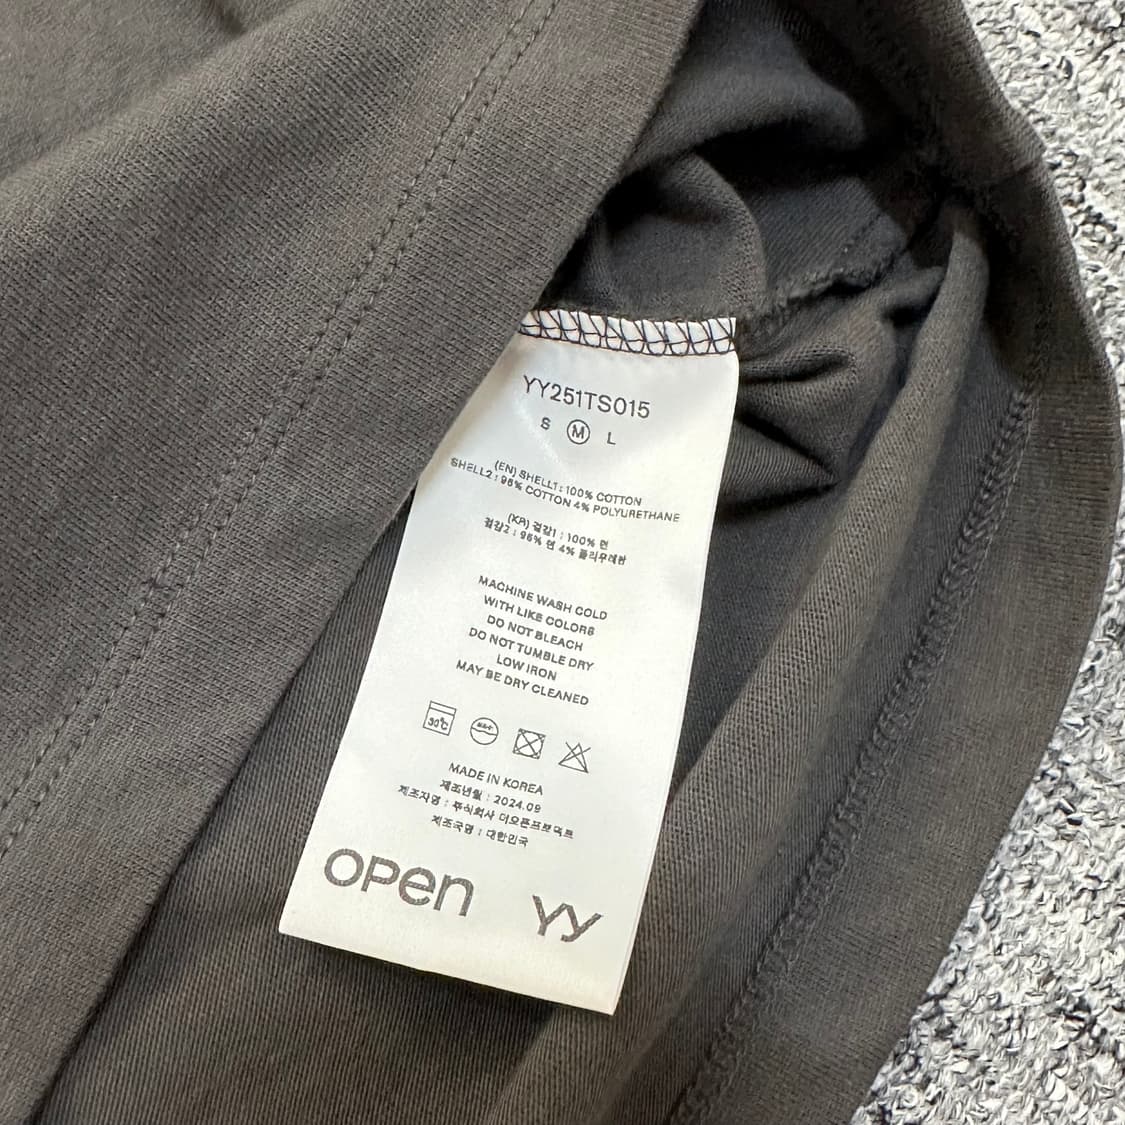 YY251TS015
S M L
(EN) SHELL1 : 100% COTTON
SHELL2 : 96% COTTON 4% POLYURETHANE
(KR) 겉감1 : 100% 면
겉감2 : 96% 면 4% 폴리우레탄
MACHINE WASH COLD
WITH LIKE COLORS
DO NOT BLEACH
DO NOT TUMBLE DRY
LOW IRON
MAY BE DRY CLEANED
30℃
MADE IN KOREA
제조년월 : 2024.09
제조자명 : 주식회사 더오픈프로덕트
제조국명 : 대한민국
OPEN YY